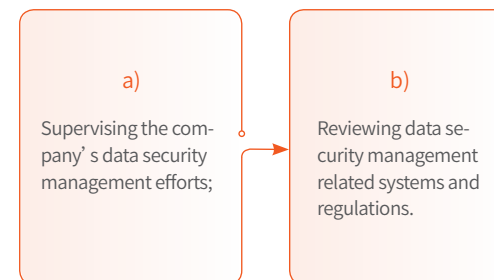 a)
Supervising the com-
pany’ s data security
management efforts;
b)
Reviewing data se-
curity management
related systems and
regulations.